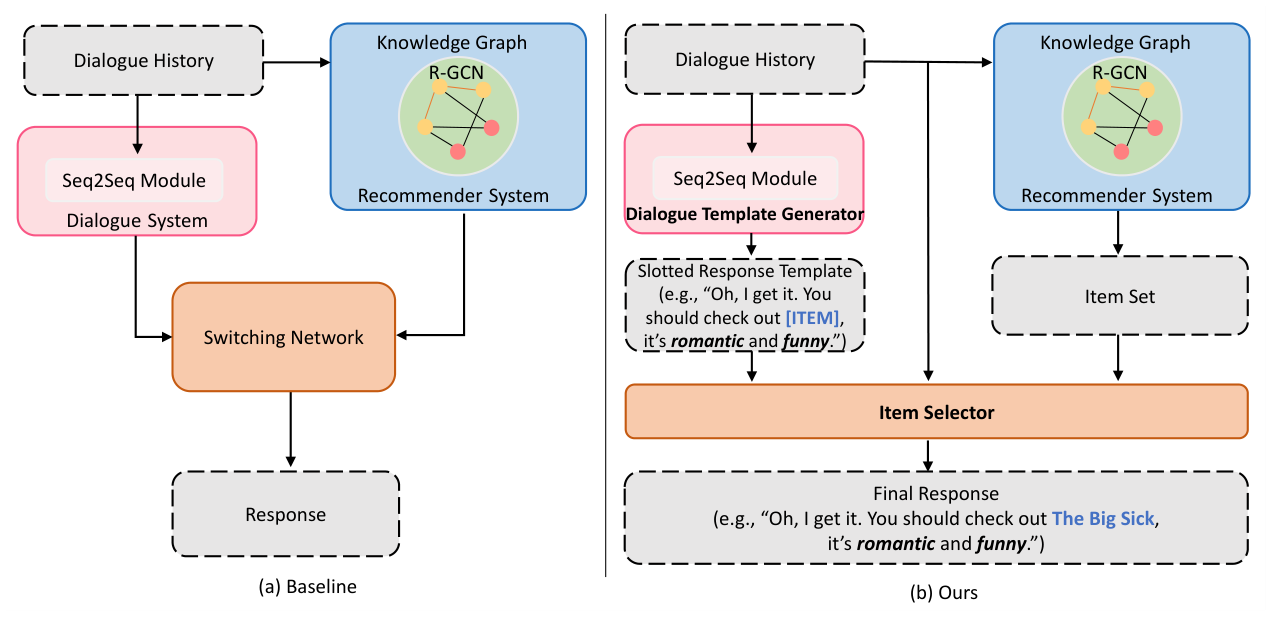 Dialogue History
Knowledge Graph
R-GCN
Recommender System
Seq2Seq Module
Dialogue System
Switching Network
Response
(a) Baseline
Dialogue History
Knowledge Graph
R-GCN
Recommender System
Seq2Seq Module
Dialogue Template Generator
Slotted Response Template
(e.g., “Oh, I get it. You
should check out [ITEM],
it’s romantic and funny.”)
Item Set
Item Selector
Final Response
(e.g., “Oh, I get it. You should check out The Big Sick,
it’s romantic and funny.”)
(b) Ours